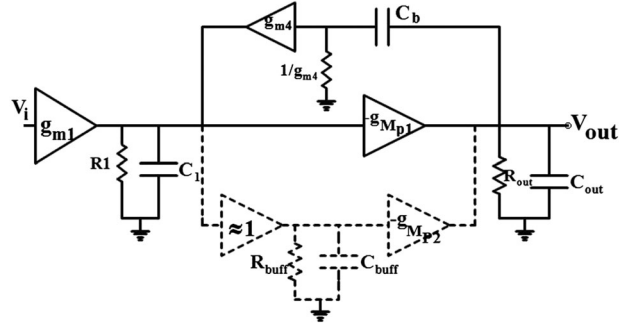 C_b
g_m4
1/g_m4
V_i
g_m1
-g_Mp1
V_out
R1
C_1
R_out
C_out
≈1
-g_MP2
R_buff
C_buff